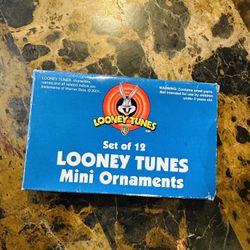 LOONEY TUNES, characters,
names and all related indicia are
trademarks of Warner Bros. © 2001.
WARNING: Contains small parts.
Not intended for use by children
under 3 years old.
LOONEY TUNES
Set of 12
LOONEY TUNES
Mini Ornaments